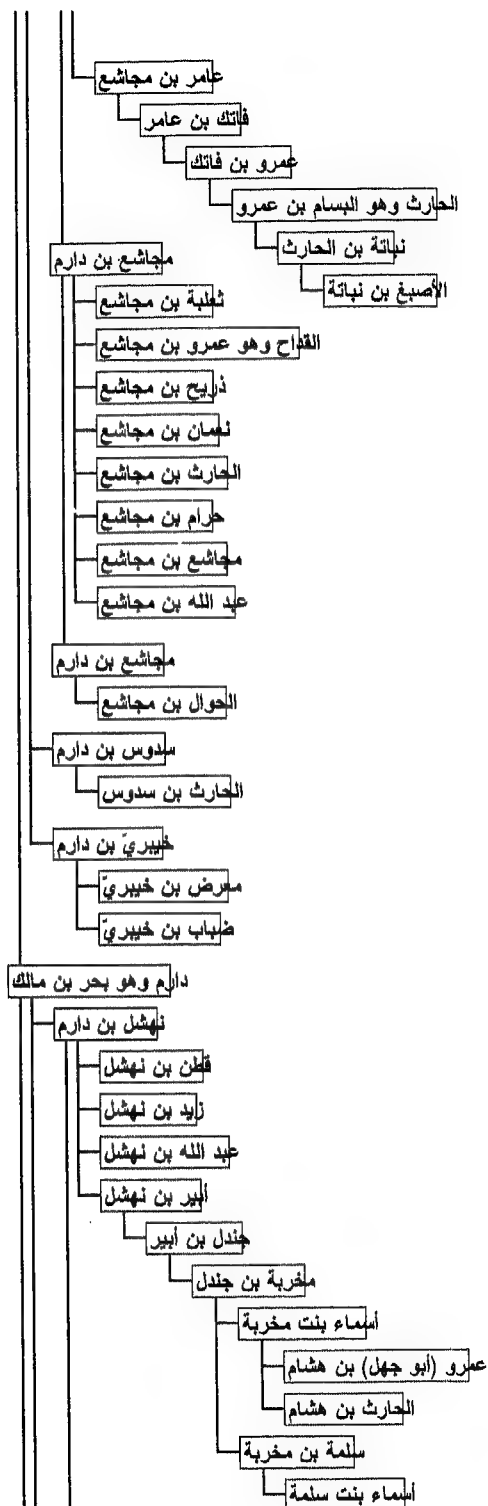 عامر بن مجاشع
فاتك بن عامر
عمرو بن فاتك
الحارث وهو البسام بن عمرو
نباتة بن الحارث
مجاشع بن دارم
الأصبغ بن نباتة
ثعلبة بن مجاشع
القداح وهو عمرو بن مجاشع
ذريح بن مجاشع
نعمان بن مجاشع
الحارث بن مجاشع
حرام بن مجاشع
مجاشع بن مجاشع
عبد الله بن مجاشع
مجاشع بن دارم
الحوال بن مجاشع
سدوس بن دارم
الحارث بن سدوس
خيبريّ بن دارم
معرض بن خيبريّ
ضباب بن خيبريّ
دارم وهو بحر بن مالك
نهشل بن دارم
قطن بن نهشل
زيد بن نهشل
عبد الله بن نهشل
أبير بن نهشل
جندل بن أبير
مخربة بن جندل
أسماء بنت مخربة
عمرو (أبو جهل) بن هشام
الحارث بن هشام
سلمة بن مخربة
أسماء بنت سلمة